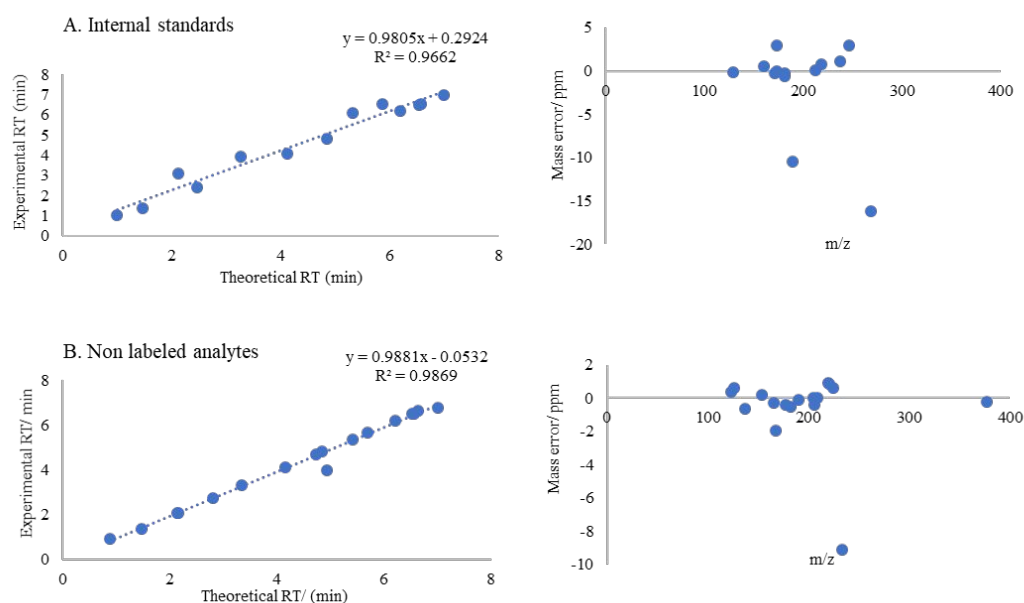 A. Internal standards
y = 0.9805x + 0.2924
R² = 0.9662
Experimental RT (min)
8
7
6
5
4
3
2
1
0
0 2 4 6 8
Theoretical RT (min)
Mass error/ ppm
5
0
-5
-10
-15
-20
0 100 200 300 400
m/z
B. Non labeled analytes
y = 0.9881x - 0.0532
R² = 0.9869
Experimental RT/ min
8
6
4
2
0
0 2 4 6 8
Theoretical RT/ (min)
Mass error/ ppm
2
0
-2
-4
-6
-8
-10
0 100 200 300 400
m/z